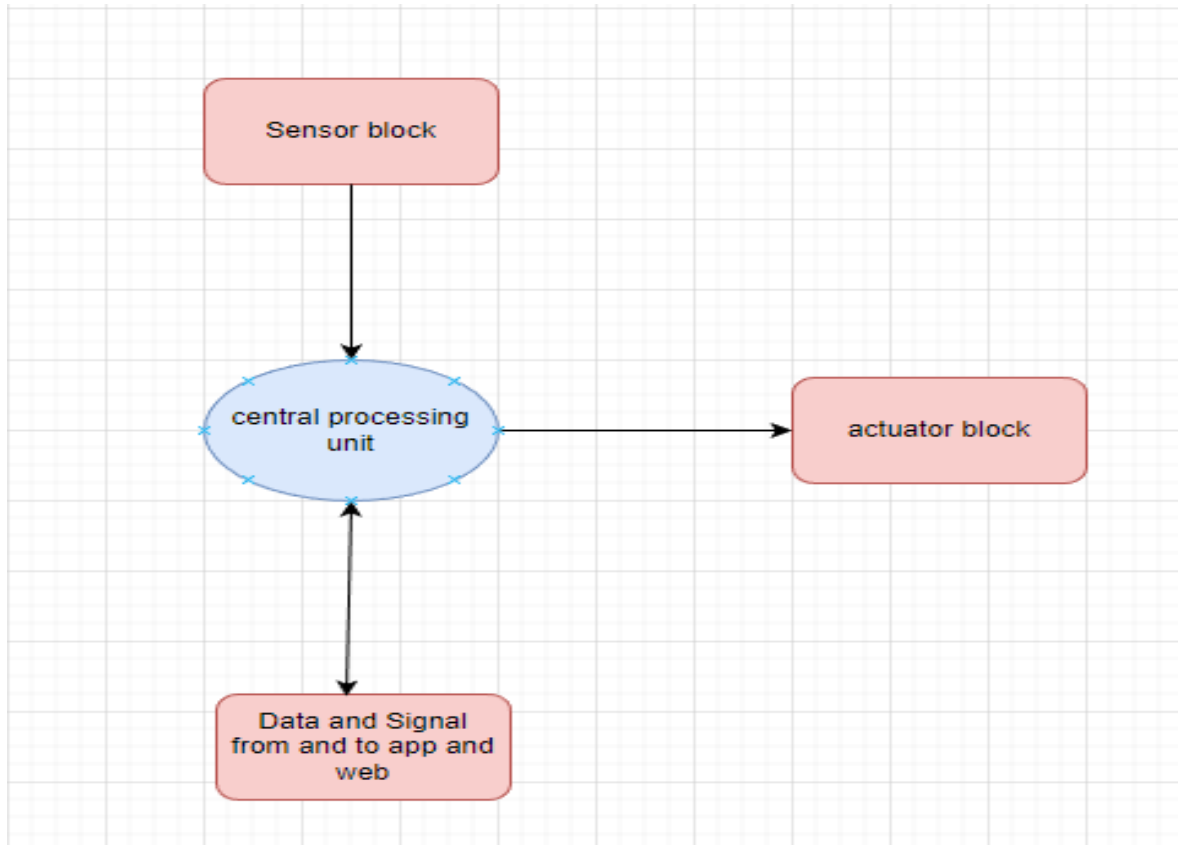 Sensor block
central processing
unit
actuator block
Data and Signal
from and to app and
web